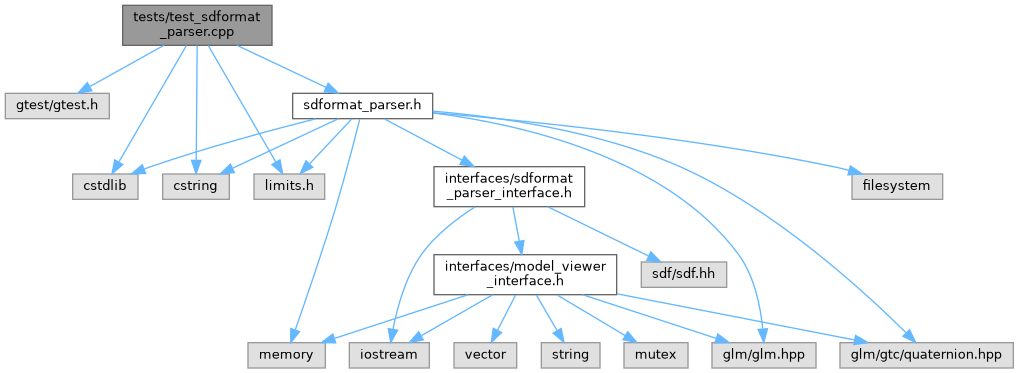 tests/test_sdformat
_parser.cpp
gtest/gtest.h
sdformat_parser.h
cstdlib
cstring
limits.h
interfaces/sdformat
_parser_interface.h
filesystem
interfaces/model_viewer
_interface.h
sdf/sdf.hh
memory
iostream
vector
string
mutex
glm/glm.hpp
glm/gtc/quaternion.hpp